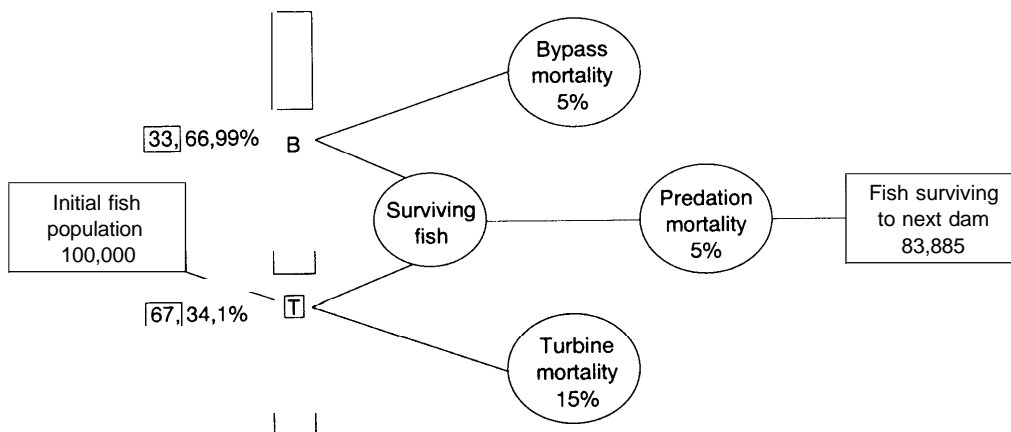 Bypass
mortality
5%
33, 66,99%
B
Initial fish
population
100,000
Surviving
fish
Predation
mortality
5%
Fish surviving
to next dam
83,885
67, 34,1%
T
Turbine
mortality
15%